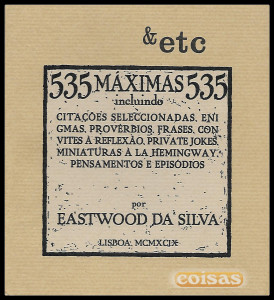 & etc
535 MAXIMAS 535
incluindo
CITAÇÕES SELECCIONADAS, ENI
GMAS, PROVÉRBIOS, FRASES, CON
VITES À REFLEXÃO, PRIVATE JOKES,
MINIATURAS À LA HEMINGWAY,
PENSAMENTOS E EPISÓDIOS
por
EASTWOOD DA SILVA
LISBOA: MCMXCIX
coisas